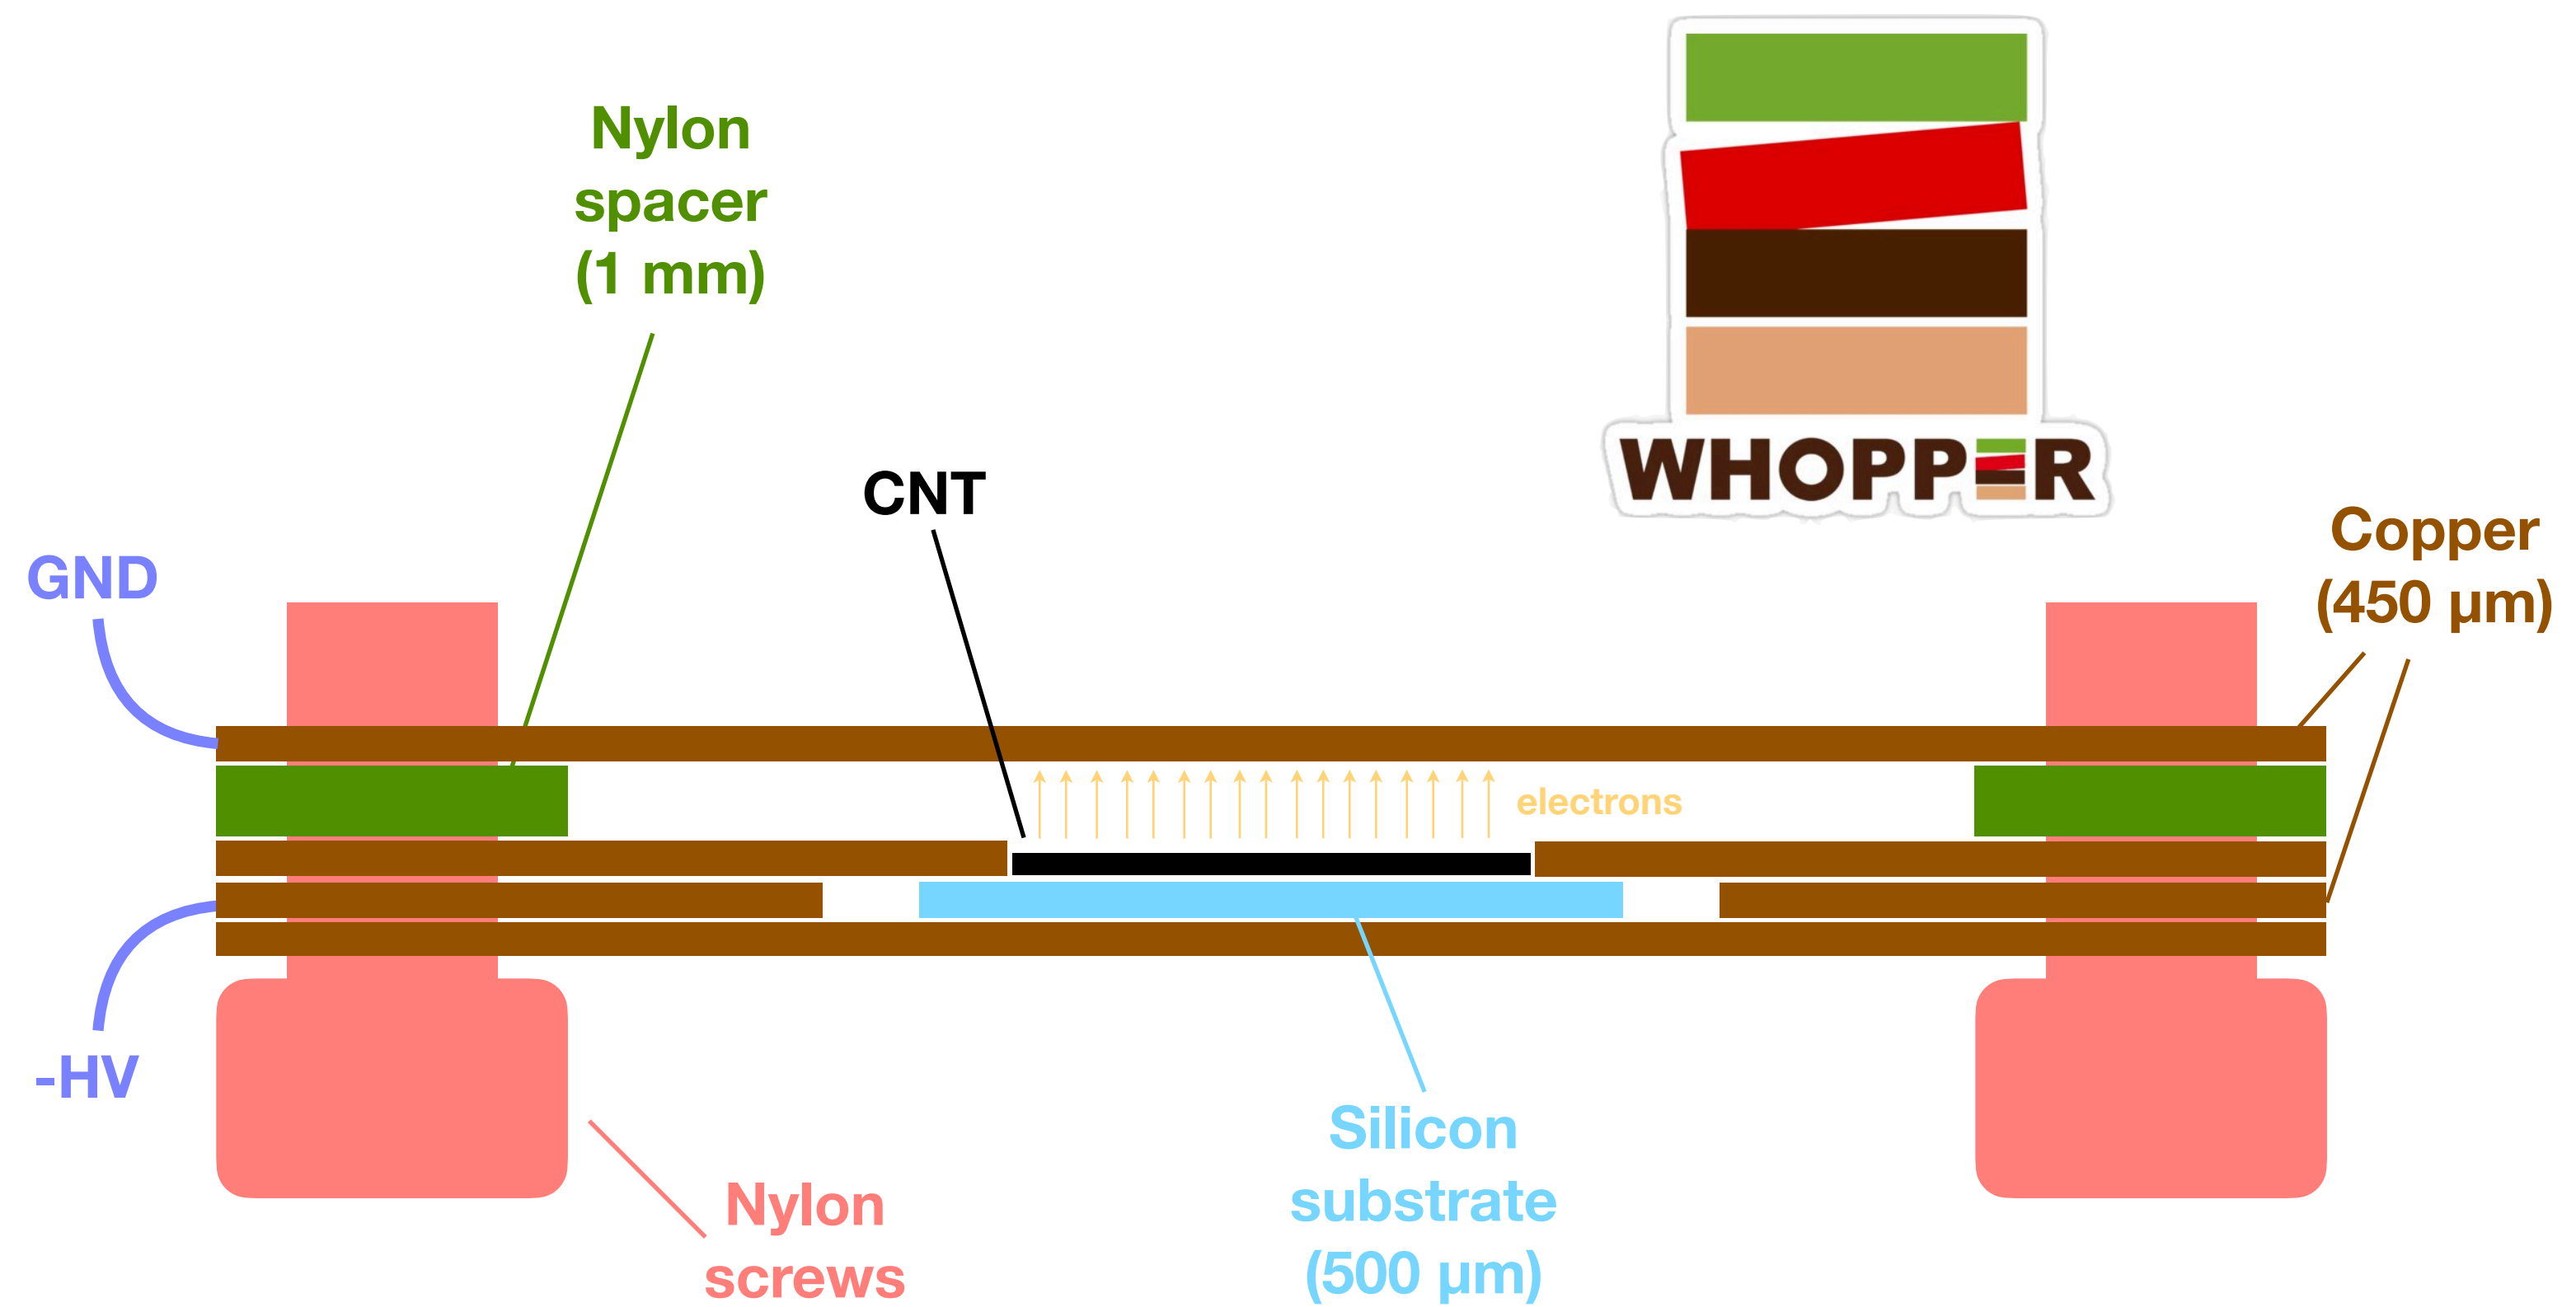 Nylon
spacer
(1 mm)
WHOPPER
CNT
Copper
(450 µm)
GND
electrons
-HV
Silicon
substrate
(500 µm)
Nylon
screws